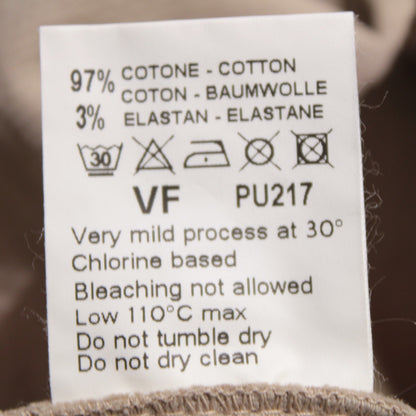 97% COTONE - COTTON
COTON - BAUMWOLLE
3% ELASTAN - ELASTANE
30
VF PU217
Very mild process at 30°
Chlorine based
Bleaching not allowed
Low 110°C max
Do not tumble dry
Do not dry clean